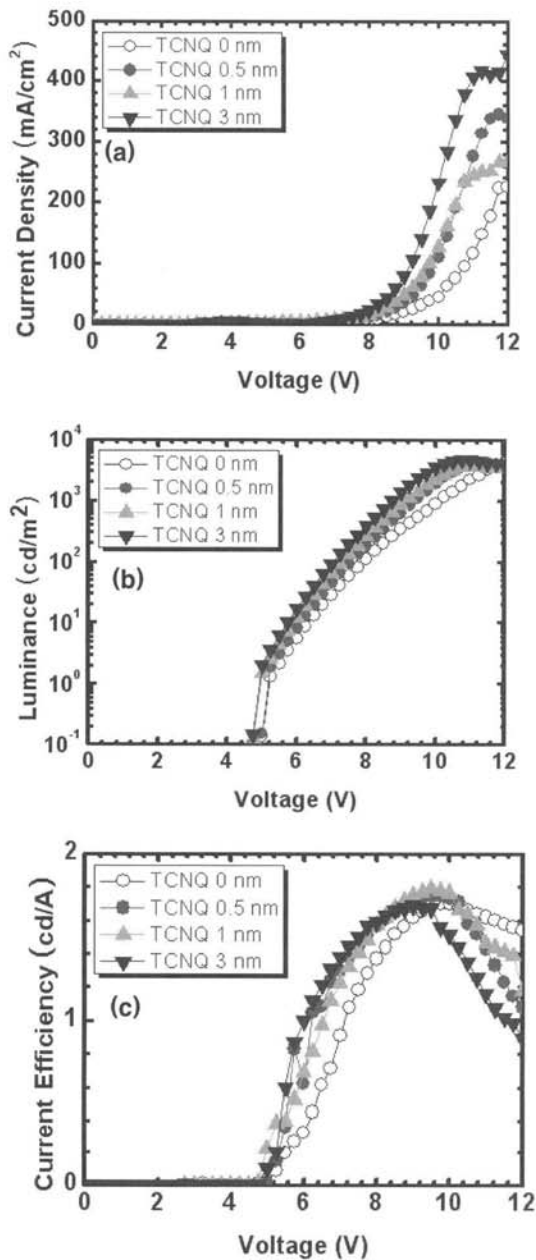 500
400
300
200
100
0
Current Density (mA/cm²)
TCNQ 0 nm
TCNQ 0.5 nm
TCNQ 1 nm
TCNQ 3 nm
(a)
0 2 4 6 8 10 12
Voltage (V)
10⁴
10³
10²
10¹
10⁰
10⁻¹
Luminance (cd/m²)
TCNQ 0 nm
TCNQ 0.5 nm
TCNQ 1 nm
TCNQ 3 nm
(b)
0 2 4 6 8 10 12
Voltage (V)
2
1
0
Current Efficiency (cd/A)
TCNQ 0 nm
TCNQ 0.5 nm
TCNQ 1 nm
TCNQ 3 nm
(c)
0 2 4 6 8 10 12
Voltage (V)